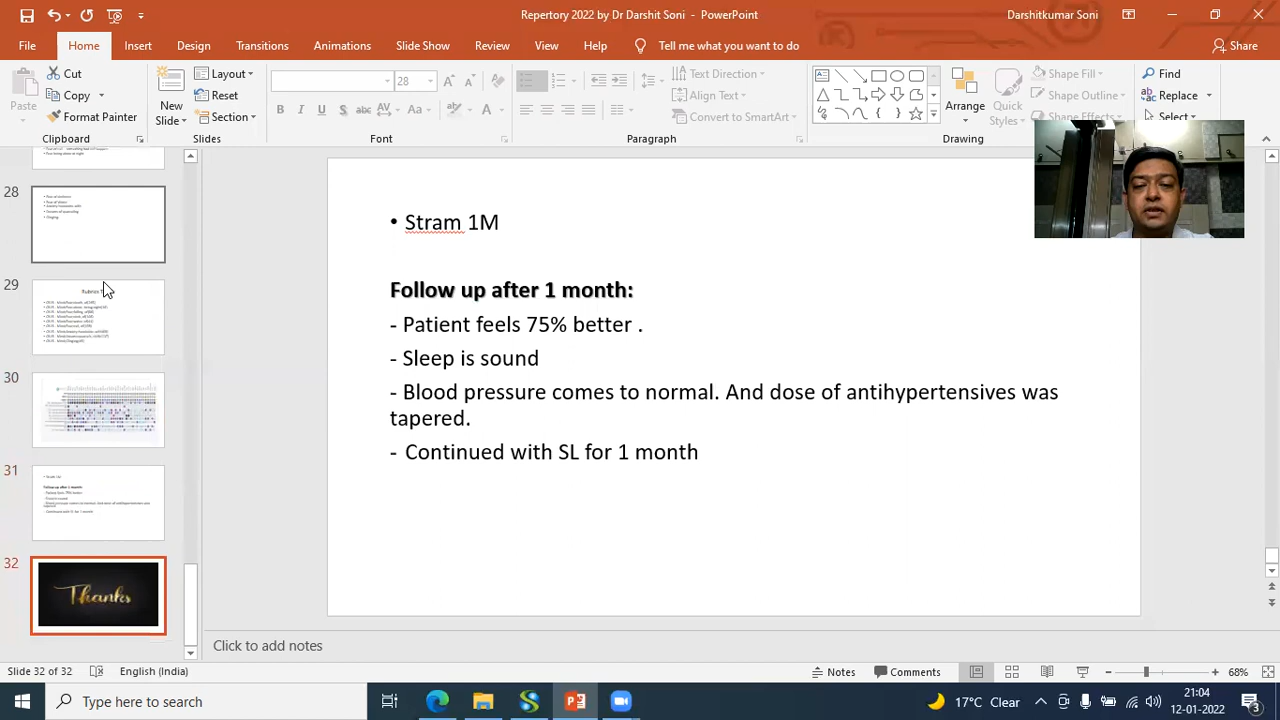 Repertory 2022 by Dr Darshit Soni - PowerPoint
Darshitkumar Soni
File Home Insert Design Transitions Animations Slide Show Review View Help Tell me what you want to do Share
Cut
Copy
Format Painter
Paste
Clipboard
New Slide
Layout
Reset
Section
Slides
28
Font
Text Direction
Align Text
Convert to SmartArt
Paragraph
Arrange
Quick Styles
Shape Fill
Shape Outline
Shape Effects
Drawing
Find
Replace
Select
28
29
30
31
32
Thanks
• Stram 1M
Follow up after 1 month:
- Patient feels 75% better .
- Sleep is sound
- Blood pressure comes to normal. And dose of antihypertensives was
tapered.
- Continued with SL for 1 month
Click to add notes
Slide 32 of 32 English (India) Notes Comments 68%
Type here to search
17°C Clear
21:04
12-01-2022
3